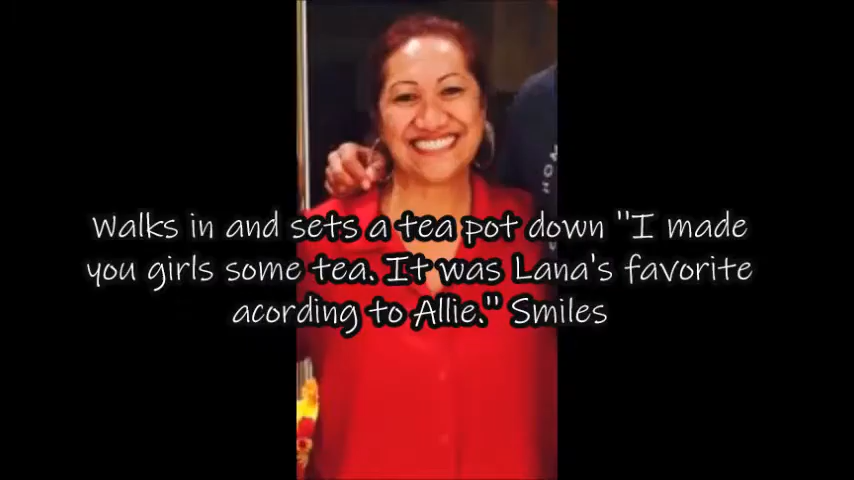 Walks in and sets a tea pot down "I made
you girls some tea. It was Lana's favorite
acording to Allie." Smiles